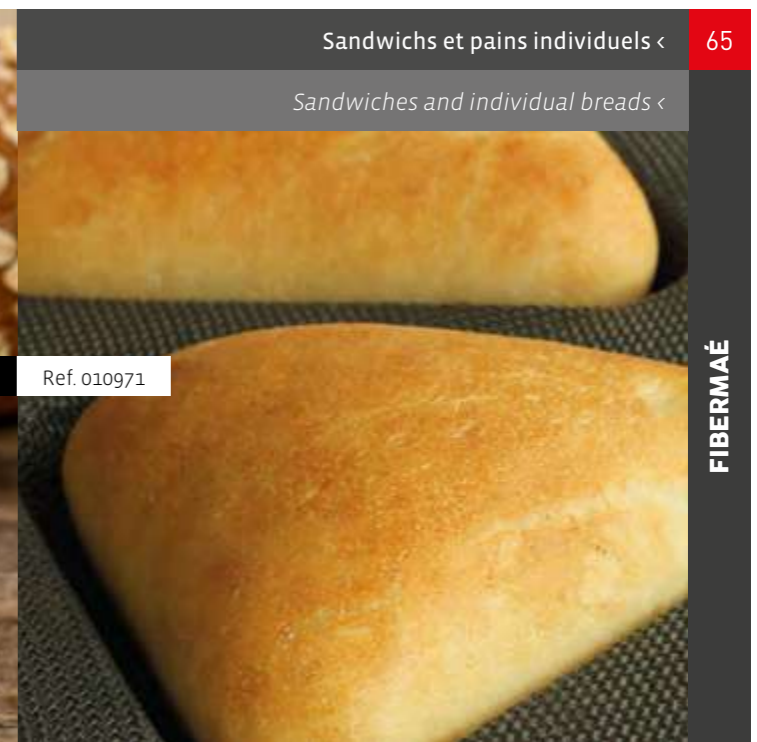 Sandwichs et pains individuels ‹
65
Sandwiches and individual breads ‹
Ref. 010971
FIBERMAÉ